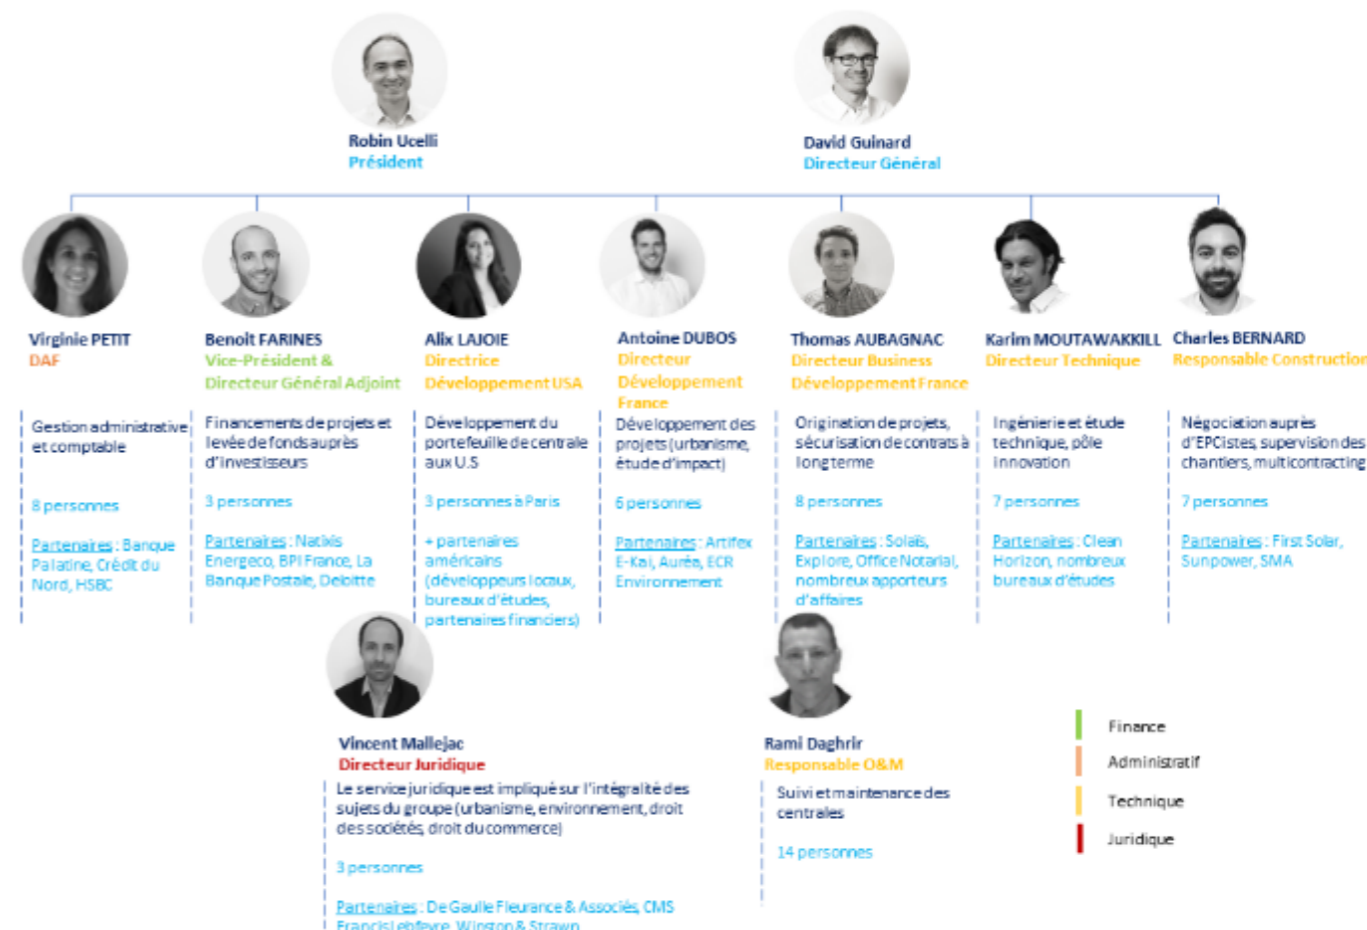 Robin Ucelli
Président
David Guinard
Directeur Général
Virginie PETIT
DAF
Gestion administrative
et comptable
8 personnes
Partenaires : Banque
Palatine, Crédit du
Nord, HSBC
Benoit FARINES
Vice-Président &
Directeur Général Adjoint
Financements de projets et
levée de fonds auprès
d'investisseurs
3 personnes
Partenaires : Natixis
Energeco, BPI France, La
Banque Postale, Deloitte
Alix LAJOIE
Directrice
Développement USA
Développement du
portefeuille de centrale
aux U.S
3 personnes à Paris
+ partenaires
américains
(développeurs locaux,
bureaux d'études,
partenaires financiers)
Antoine DUBOS
Directeur
Développement
France
Développement des
projets (urbanisme,
étude d'impact)
6 personnes
Partenaires : Artifex
E-Kai, Auréa, ECR
Environnement
Thomas AUBAGNAC
Directeur Business
Développement France
Origination de projets,
sécurisation de contrats à
long terme
8 personnes
Partenaires : Solaïs,
Explore, Office Notarial,
nombreux apporteurs
d'affaires
Karim MOUTAWAKKILL
Directeur Technique
Ingénierie et étude
technique, pôle
innovation
7 personnes
Partenaires : Clean
Horizon, nombreux
bureaux d'études
Charles BERNARD
Responsable Construction
Négociation auprès
d'EPCistes, supervision des
chantiers, multicontracting
7 personnes
Partenaires : First Solar,
Sunpower, SMA
Vincent Mallejac
Directeur Juridique
Le service juridique est impliqué sur l'intégralité des
sujets du groupe (urbanisme, environnement, droit
des sociétés, droit du commerce)
3 personnes
Partenaires : De Gaulle Fleurance & Associés, CMS
Francis Lebfevre, Winston & Strawn
Rami Daghrir
Responsable O&M
Suivi et maintenance des
centrales
14 personnes
Finance
Administratif
Technique
Juridique